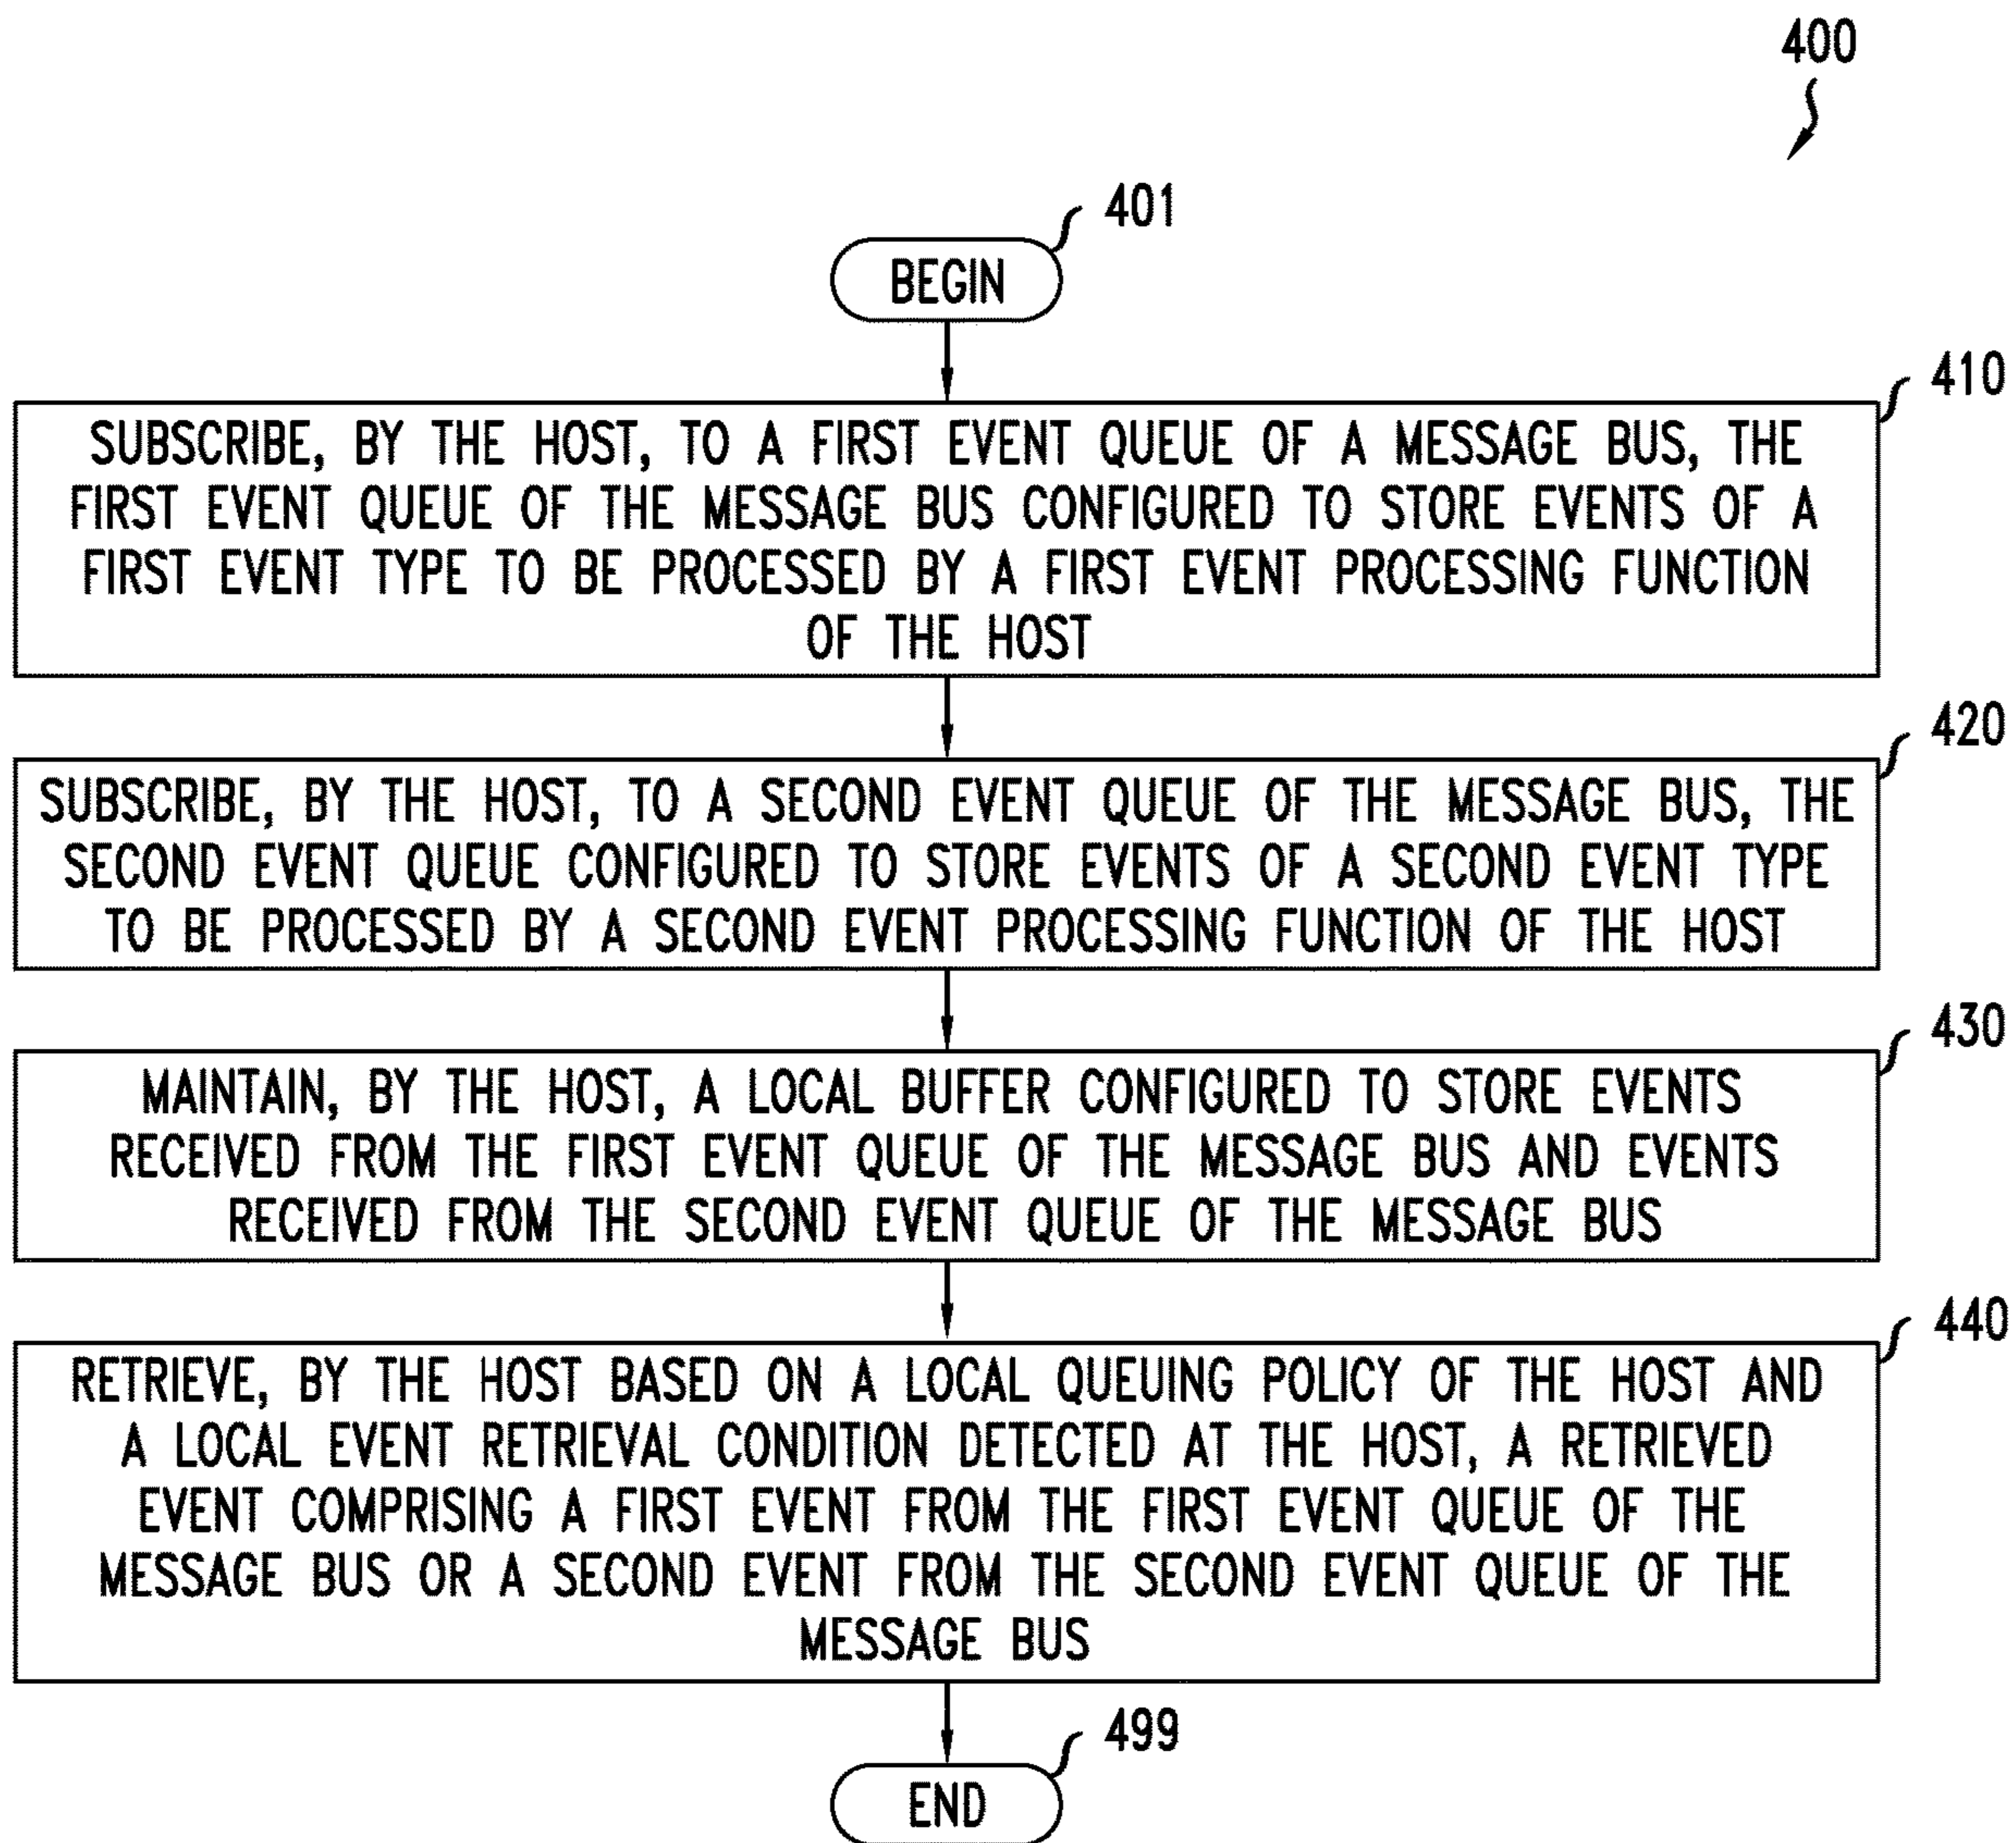 400
401
BEGIN
410
SUBSCRIBE, BY THE HOST, TO A FIRST EVENT QUEUE OF A MESSAGE BUS, THE
FIRST EVENT QUEUE OF THE MESSAGE BUS CONFIGURED TO STORE EVENTS OF A
FIRST EVENT TYPE TO BE PROCESSED BY A FIRST EVENT PROCESSING FUNCTION
OF THE HOST
420
SUBSCRIBE, BY THE HOST, TO A SECOND EVENT QUEUE OF THE MESSAGE BUS, THE
SECOND EVENT QUEUE CONFIGURED TO STORE EVENTS OF A SECOND EVENT TYPE
TO BE PROCESSED BY A SECOND EVENT PROCESSING FUNCTION OF THE HOST
430
MAINTAIN, BY THE HOST, A LOCAL BUFFER CONFIGURED TO STORE EVENTS
RECEIVED FROM THE FIRST EVENT QUEUE OF THE MESSAGE BUS AND EVENTS
RECEIVED FROM THE SECOND EVENT QUEUE OF THE MESSAGE BUS
440
RETRIEVE, BY THE HOST BASED ON A LOCAL QUEUING POLICY OF THE HOST AND
A LOCAL EVENT RETRIEVAL CONDITION DETECTED AT THE HOST, A RETRIEVED
EVENT COMPRISING A FIRST EVENT FROM THE FIRST EVENT QUEUE OF THE
MESSAGE BUS OR A SECOND EVENT FROM THE SECOND EVENT QUEUE OF THE
MESSAGE BUS
499
END